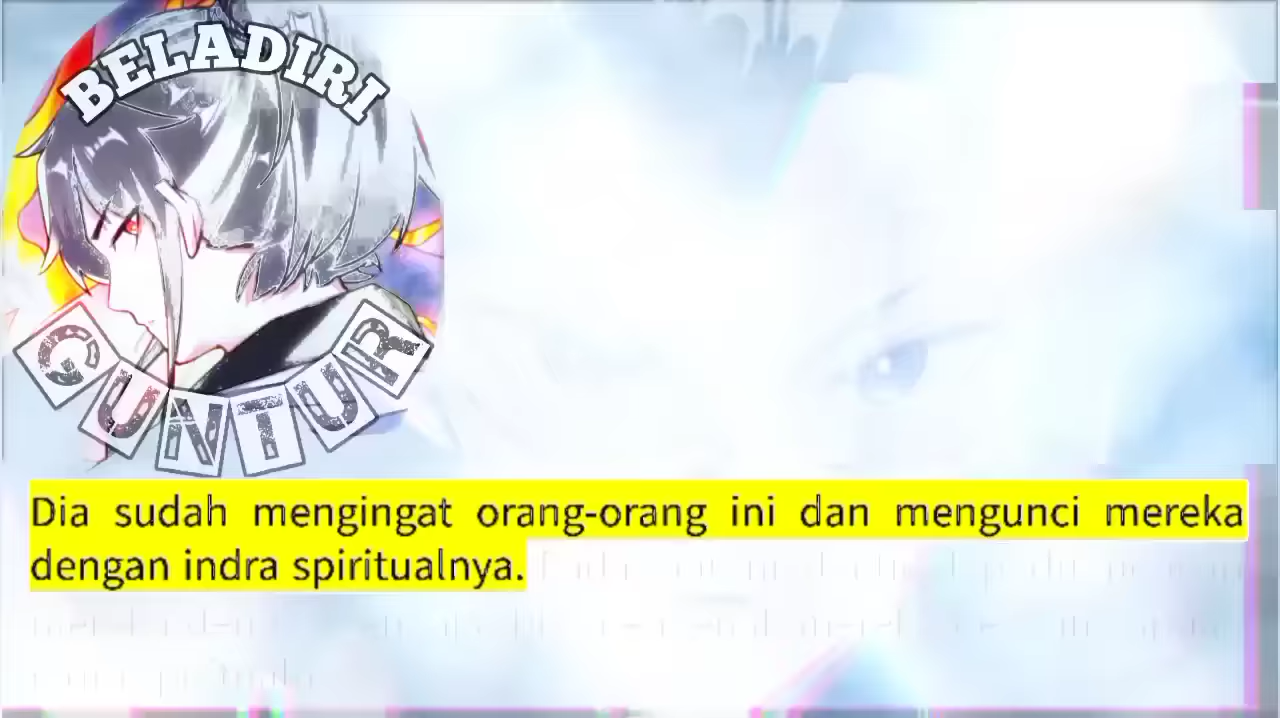 BELADIRI
GUNTUR
Dia sudah mengingat orang-orang ini dan mengunci mereka
dengan indra spiritualnya.